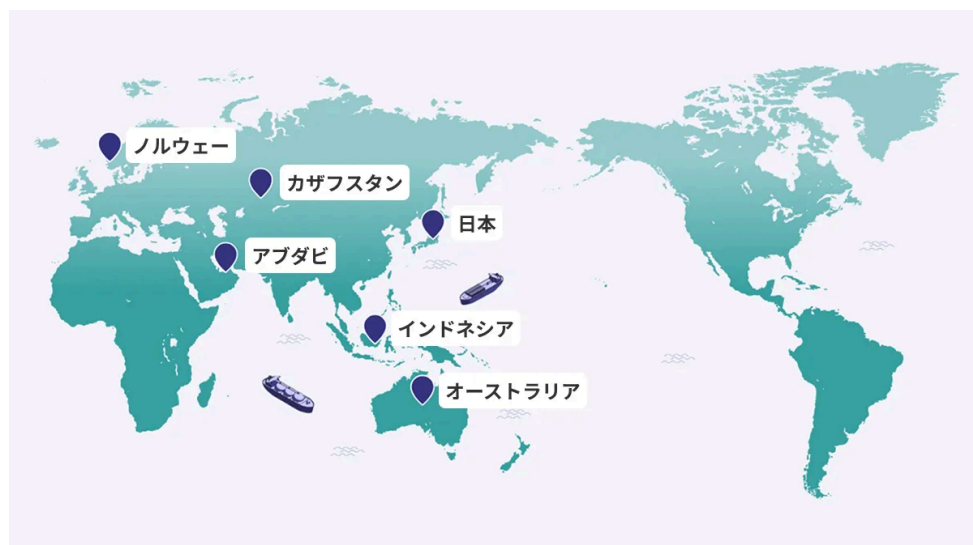 ノルウェー
カザフスタン
日本
アブダビ
インドネシア
オーストラリア